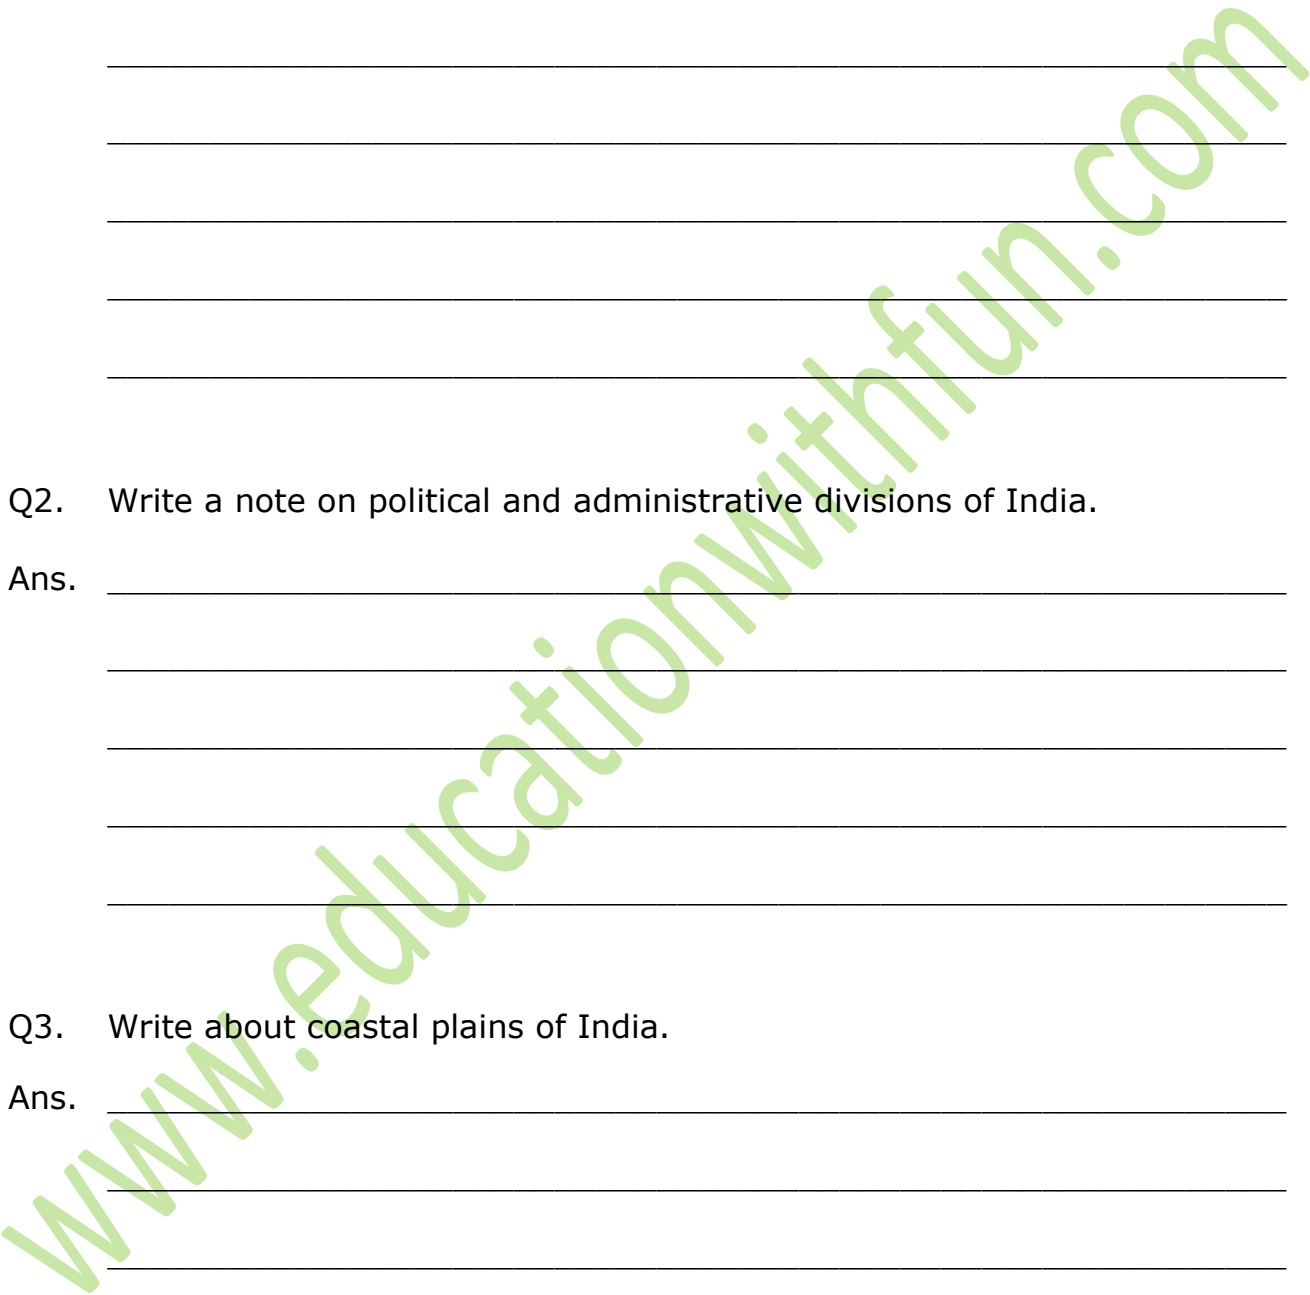 Q2. Write a note on political and administrative divisions of India.
Ans.
Q3. Write about coastal plains of India.
Ans.
www.educationwithfun.com